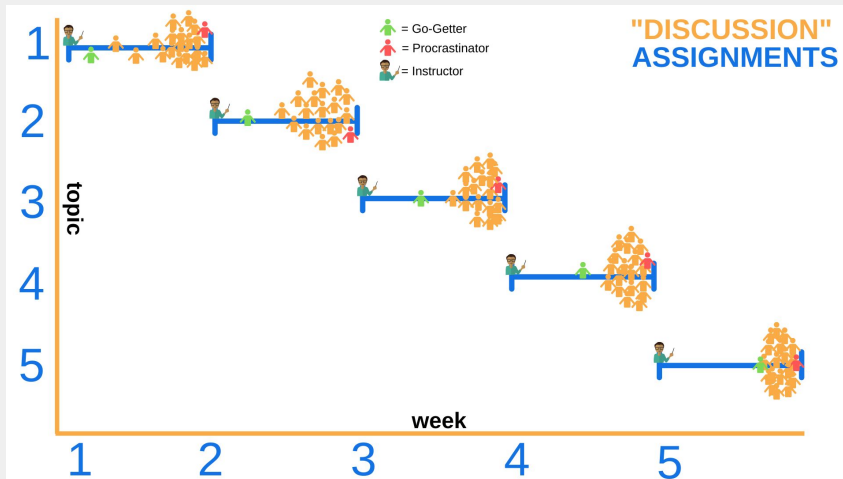 "DISCUSSION"
ASSIGNMENTS
= Go-Getter
= Procrastinator
= Instructor
1
2
3
4
5
topic
week
1 2 3 4 5